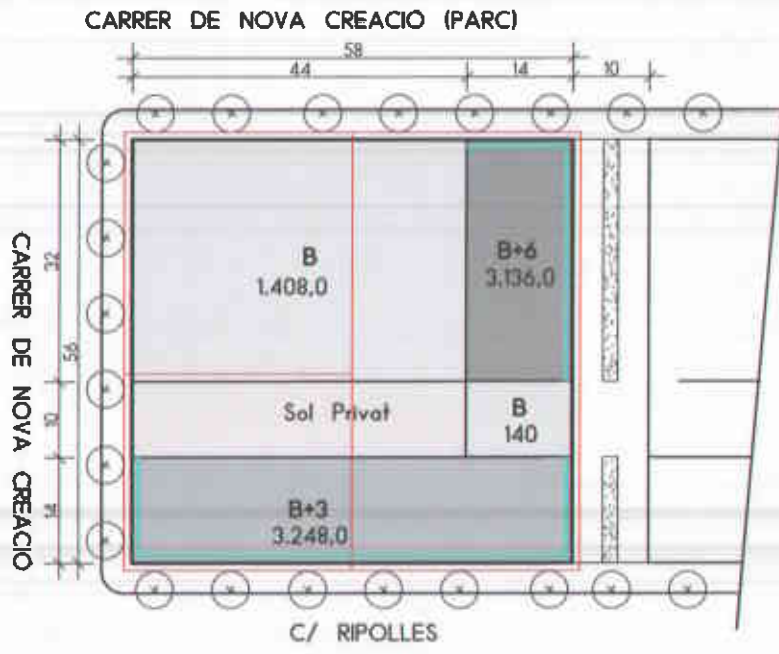 CARRER DE NOVA CREACIÓ (PARC)
58
44 14 10
B
1.408,0
B+6
3.136,0
32
56
CARRER DE NOVA CREACIO
10
Sol Privat
B
140
14
B+3
3.248,0
C/ RIPOLLES